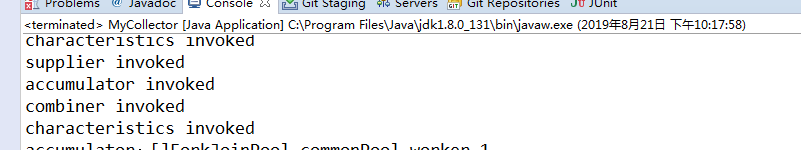 Problems @ Javadoc Console Git Staging Servers Git Repositories JUnit
<terminated> MyCollector [Java Application] C:\Program Files\Java\jdk1.8.0_131\bin\javaw.exe (2019年8月21日 下午10:17:58)
characteristics invoked
supplier invoked
accumulator invoked
combiner invoked
characteristics invoked
accumulator: []ForkJoinPool.commonPool-worker-1